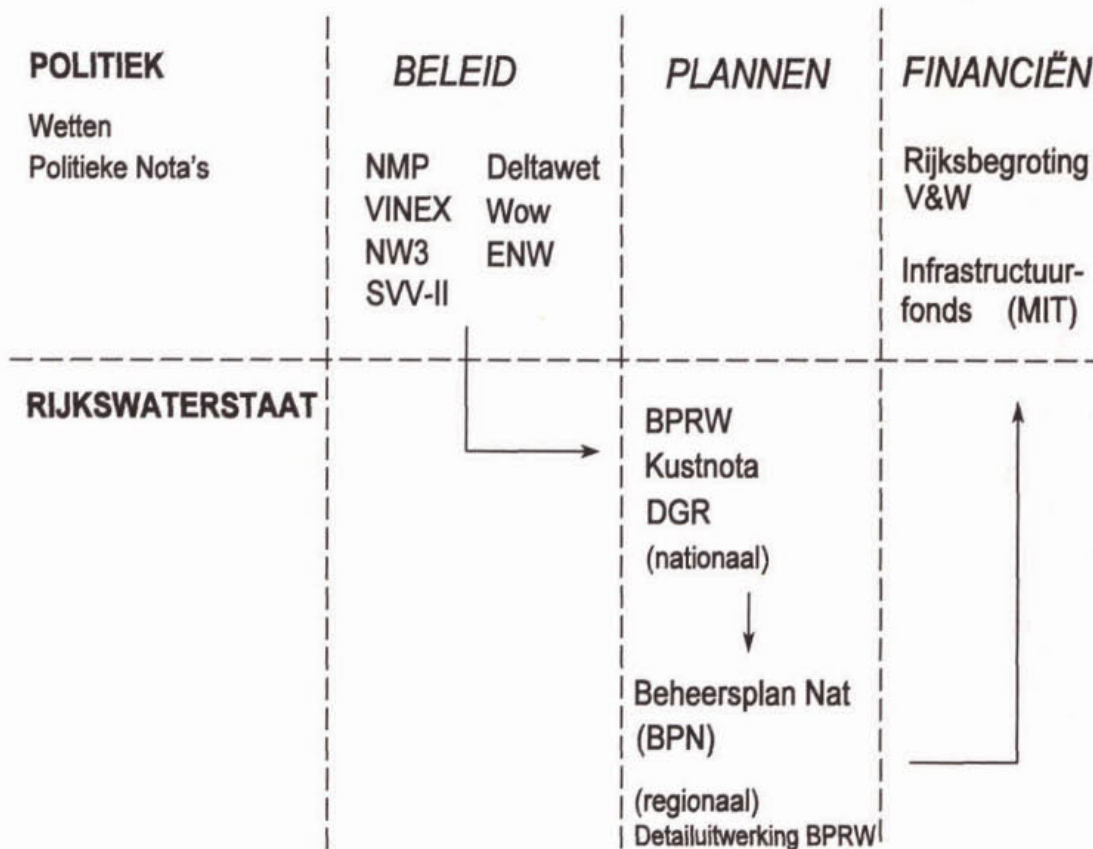 POLITIEK
Wetten
Politieke Nota's
BELEID
NMP Deltawet
VINEX Wow
NW3 ENW
SVV-II
PLANNEN
FINANCIËN
Rijksbegroting
V&W
Infrastructuur-
fonds (MIT)
RIJKSWATERSTAAT
BPRW
Kustnota
DGR
(nationaal)
Beheersplan Nat
(BPN)
(regionaal)
Detailuitwerking BPRW